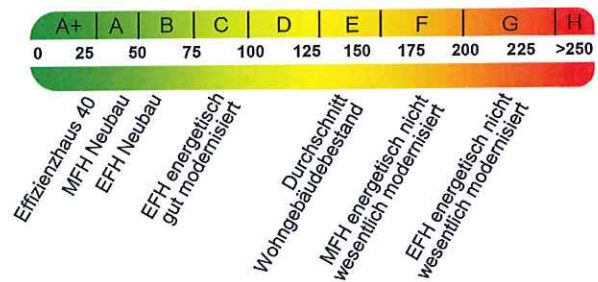 A+ A B C D E F G H
0 25 50 75 100 125 150 175 200 225 >250
Effizienzhaus 40
MFH Neubau
EFH Neubau
EFH energetisch
gut modernisiert
Durchschnitt
Wohngebäudebestand
MFH energetisch nicht
wesentlich modernisiert
EFH energetisch nicht
wesentlich modernisiert